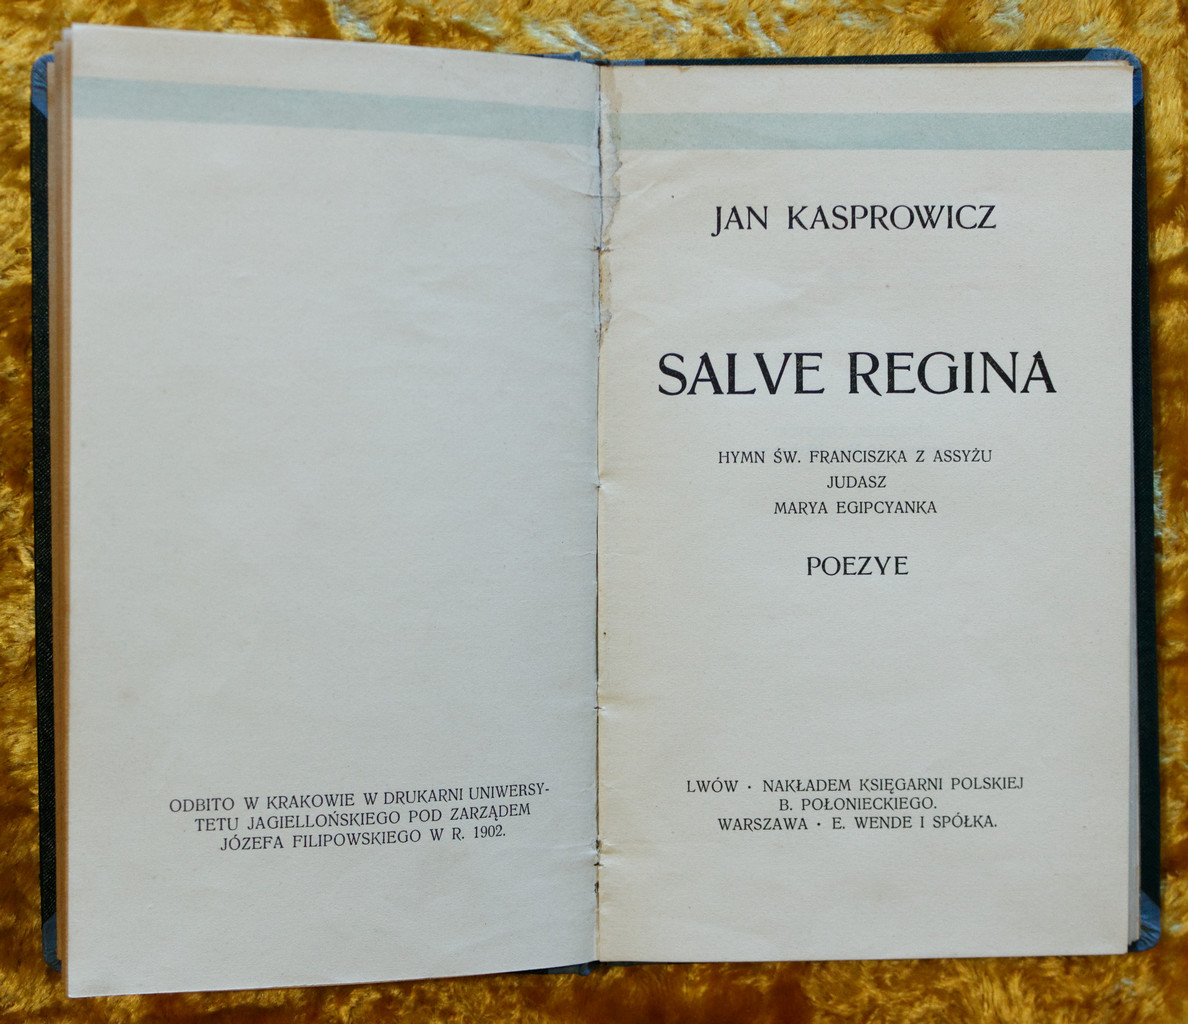 ODBITO W KRAKOWIE W DRUKARNI UNIWERSY-
TETU JAGIELLOŃSKIEGO POD ZARZĄDEM
JÓZEFA FILIPOWSKIEGO W R. 1902.
JAN KASPROWICZ
SALVE REGINA
HYMN ŚW. FRANCISZKA Z ASSYŻU
JUDASZ
MARYA EGIPCYANKA
POEZYE
LWÓW · NAKŁADEM KSIĘGARNI POLSKIEJ
B. POŁONIECKIEGO.
WARSZAWA · E. WENDE I SPÓŁKA.